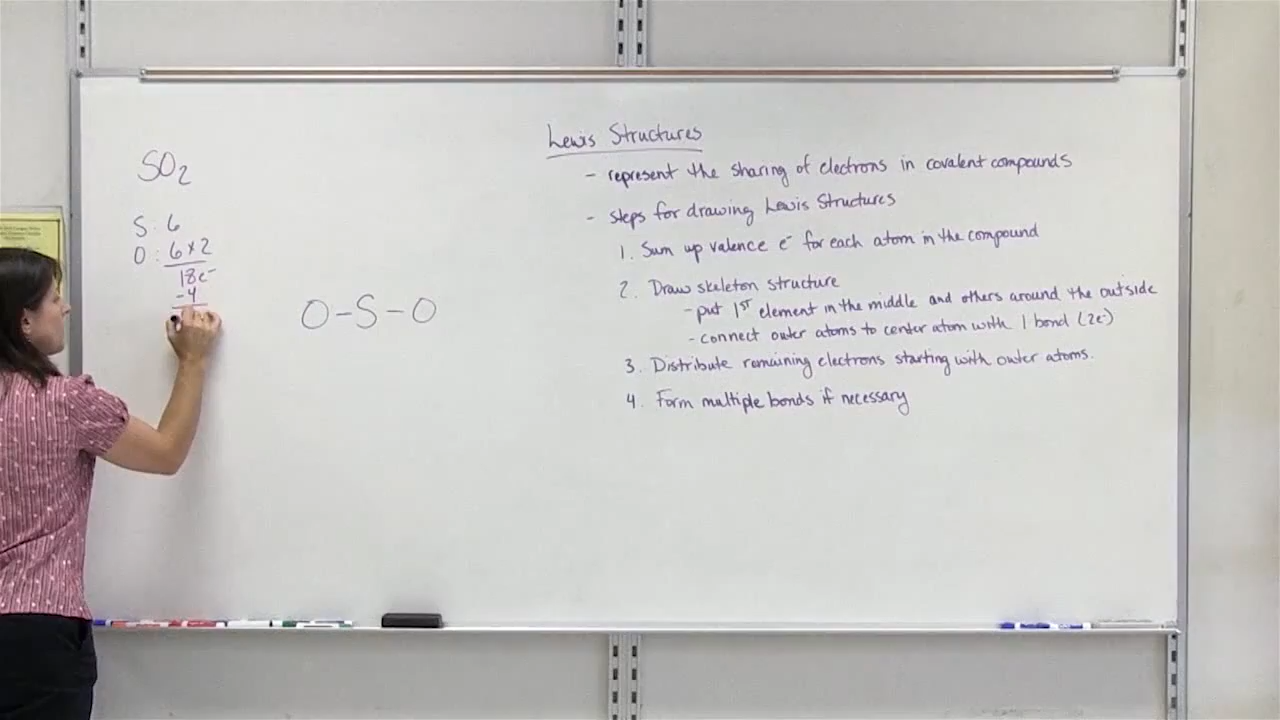 SO2
S: 6
O: 6×2
18e-
-4
O-S-O
Lewis Structures
- represent the sharing of electrons in covalent compounds
- steps for drawing Lewis Structures
1. Sum up valence e- for each atom in the compound
2. Draw skeleton structure
- put 1ST element in the middle and others around the outside
- connect outer atoms to center atom with 1 bond (2e-)
3. Distribute remaining electrons starting with outer atoms.
4. Form multiple bonds if necessary